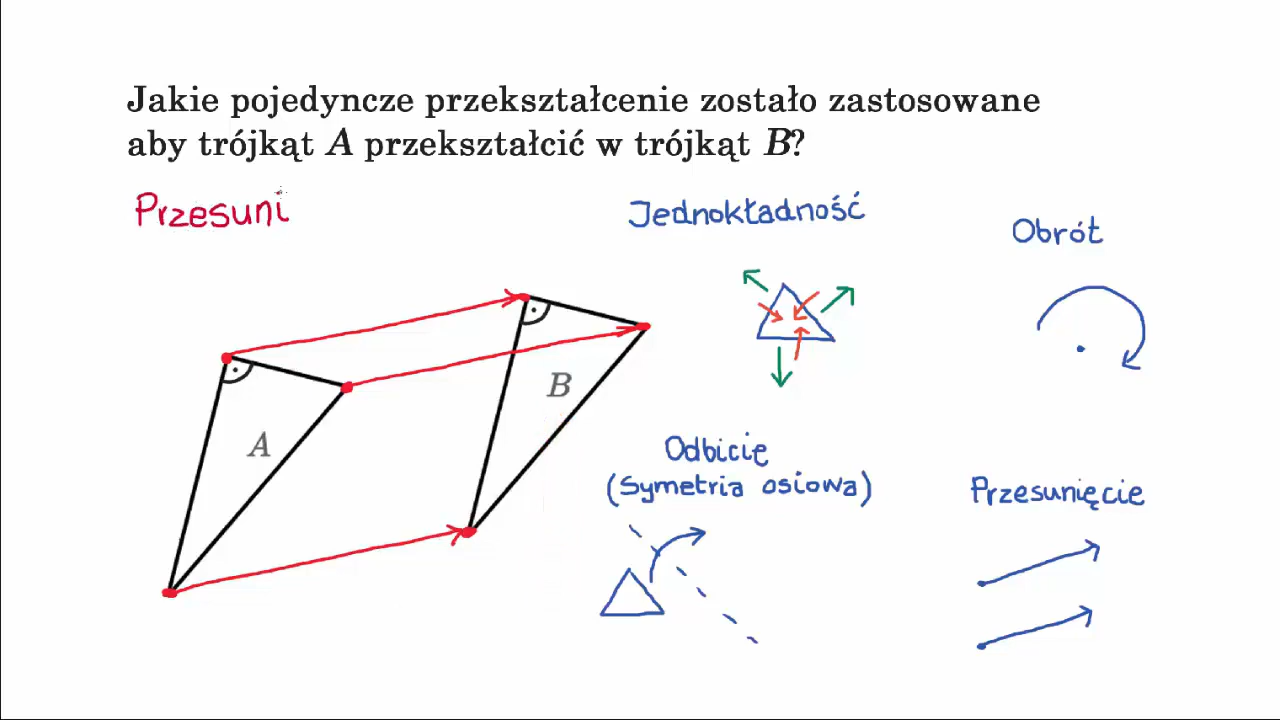 Jakie pojedyncze przekształcenie zostało zastosowane
aby trójkąt A przekształcić w trójkąt B?
Przesuni
Jednokładność
Obrót
A
B
Odbicie
(Symetria osiowa)
Przesunięcie